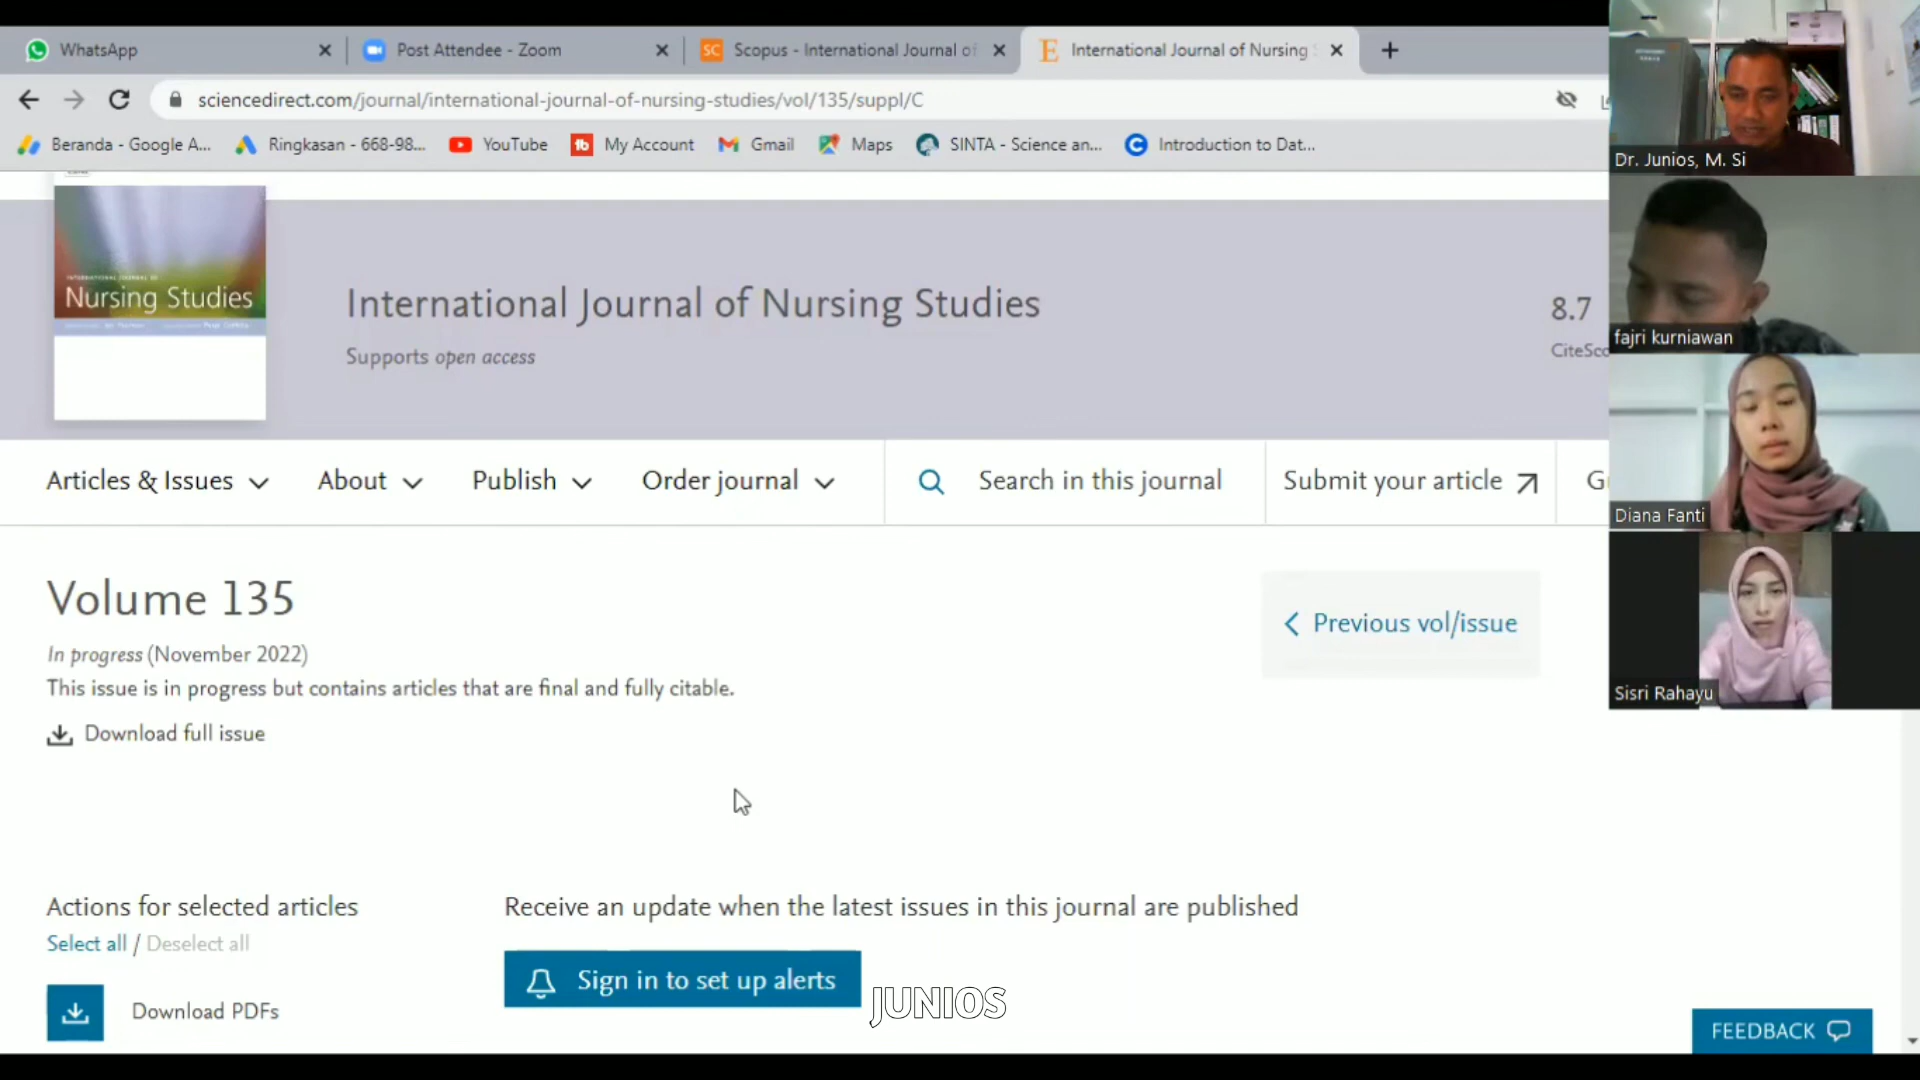 WhatsApp
Post Attendee - Zoom
Scopus - International Journal of
International Journal of Nursing S
sciencedirect.com/journal/international-journal-of-nursing-studies/vol/135/suppl/C
Beranda - Google A...
Ringkasan - 668-98...
YouTube
My Account
Gmail
Maps
SINTA - Science an...
Introduction to Dat...
Nursing Studies
International Journal of Nursing Studies
Supports open access
8.7
CiteSco
Articles & Issues
About
Publish
Order journal
Search in this journal
Submit your article
Gu
Volume 135
In progress (November 2022)
This issue is in progress but contains articles that are final and fully citable.
Download full issue
Previous vol/issue
Actions for selected articles
Select all / Deselect all
Download PDFs
Receive an update when the latest issues in this journal are published
Sign in to set up alerts
JUNIOS
FEEDBACK
Dr. Junios, M. Si
fajri kurniawan
Diana Fanti
Sisri Rahayu